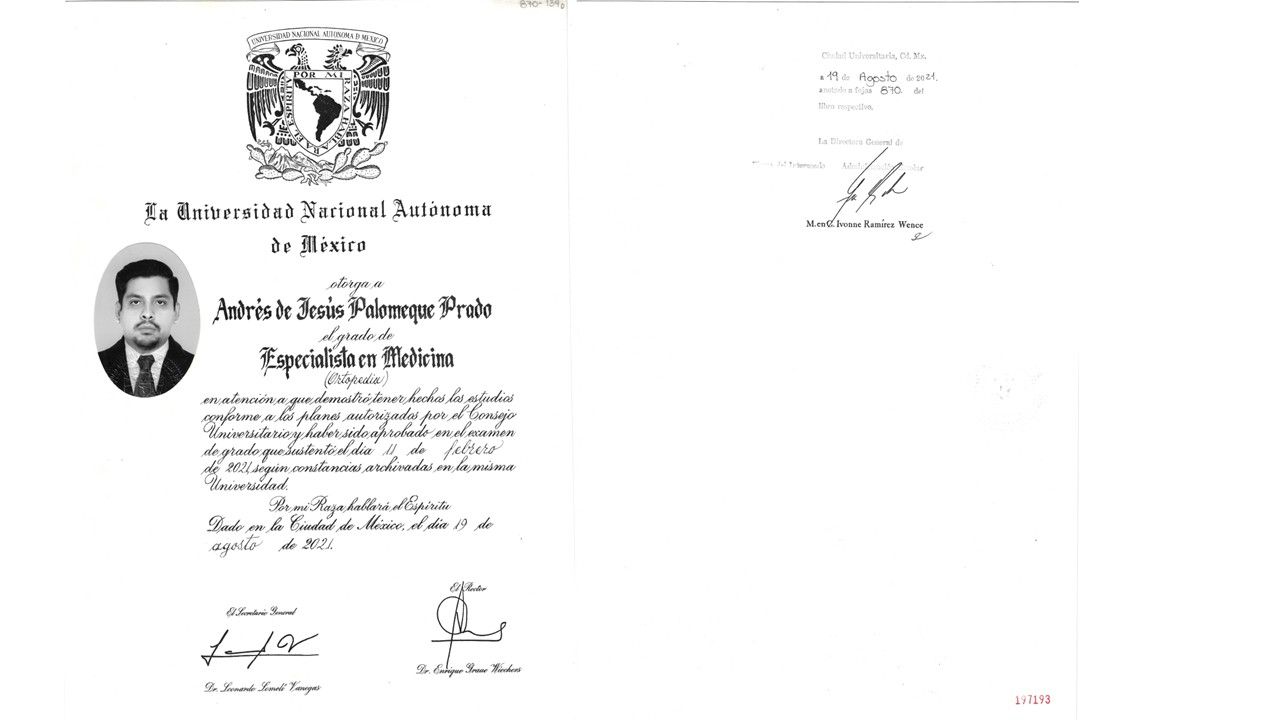 870-139
UNIVERSIDAD NACIONAL AUTONOMA D MEXICO
POR MI RAZA HABLARÁ EL ESPIRITU
La Universidad Nacional Autónoma
de México
otorga a
Andrés de Jesús Palomeque Prado
el grado de
Especialista en Medicina
(Ortopedia)
en atención a que demostró tener hechos los estudios
conforme a los planes autorizados por el Consejo
Universitario y haber sido aprobado en el examen
de grado que sustentó el día 11 de febrero
de 2021 según constancias archivadas en la misma
Universidad.
Por mi Raza hablará el Espíritu
Dado en la Ciudad de México, el día 19 de
agosto de 2021.
El Secretario General
Dr. Leonardo Lomelí Vanegas
El Rector
Dr. Enrique Graue Wiechers
Ciudad Universitaria, Cd. Mx.
a 19 de Agosto de 2021.
anotado a fojas 870. del
libro respectivo.
La Directora General de
M. en C. Ivonne Ramírez Wence
197193